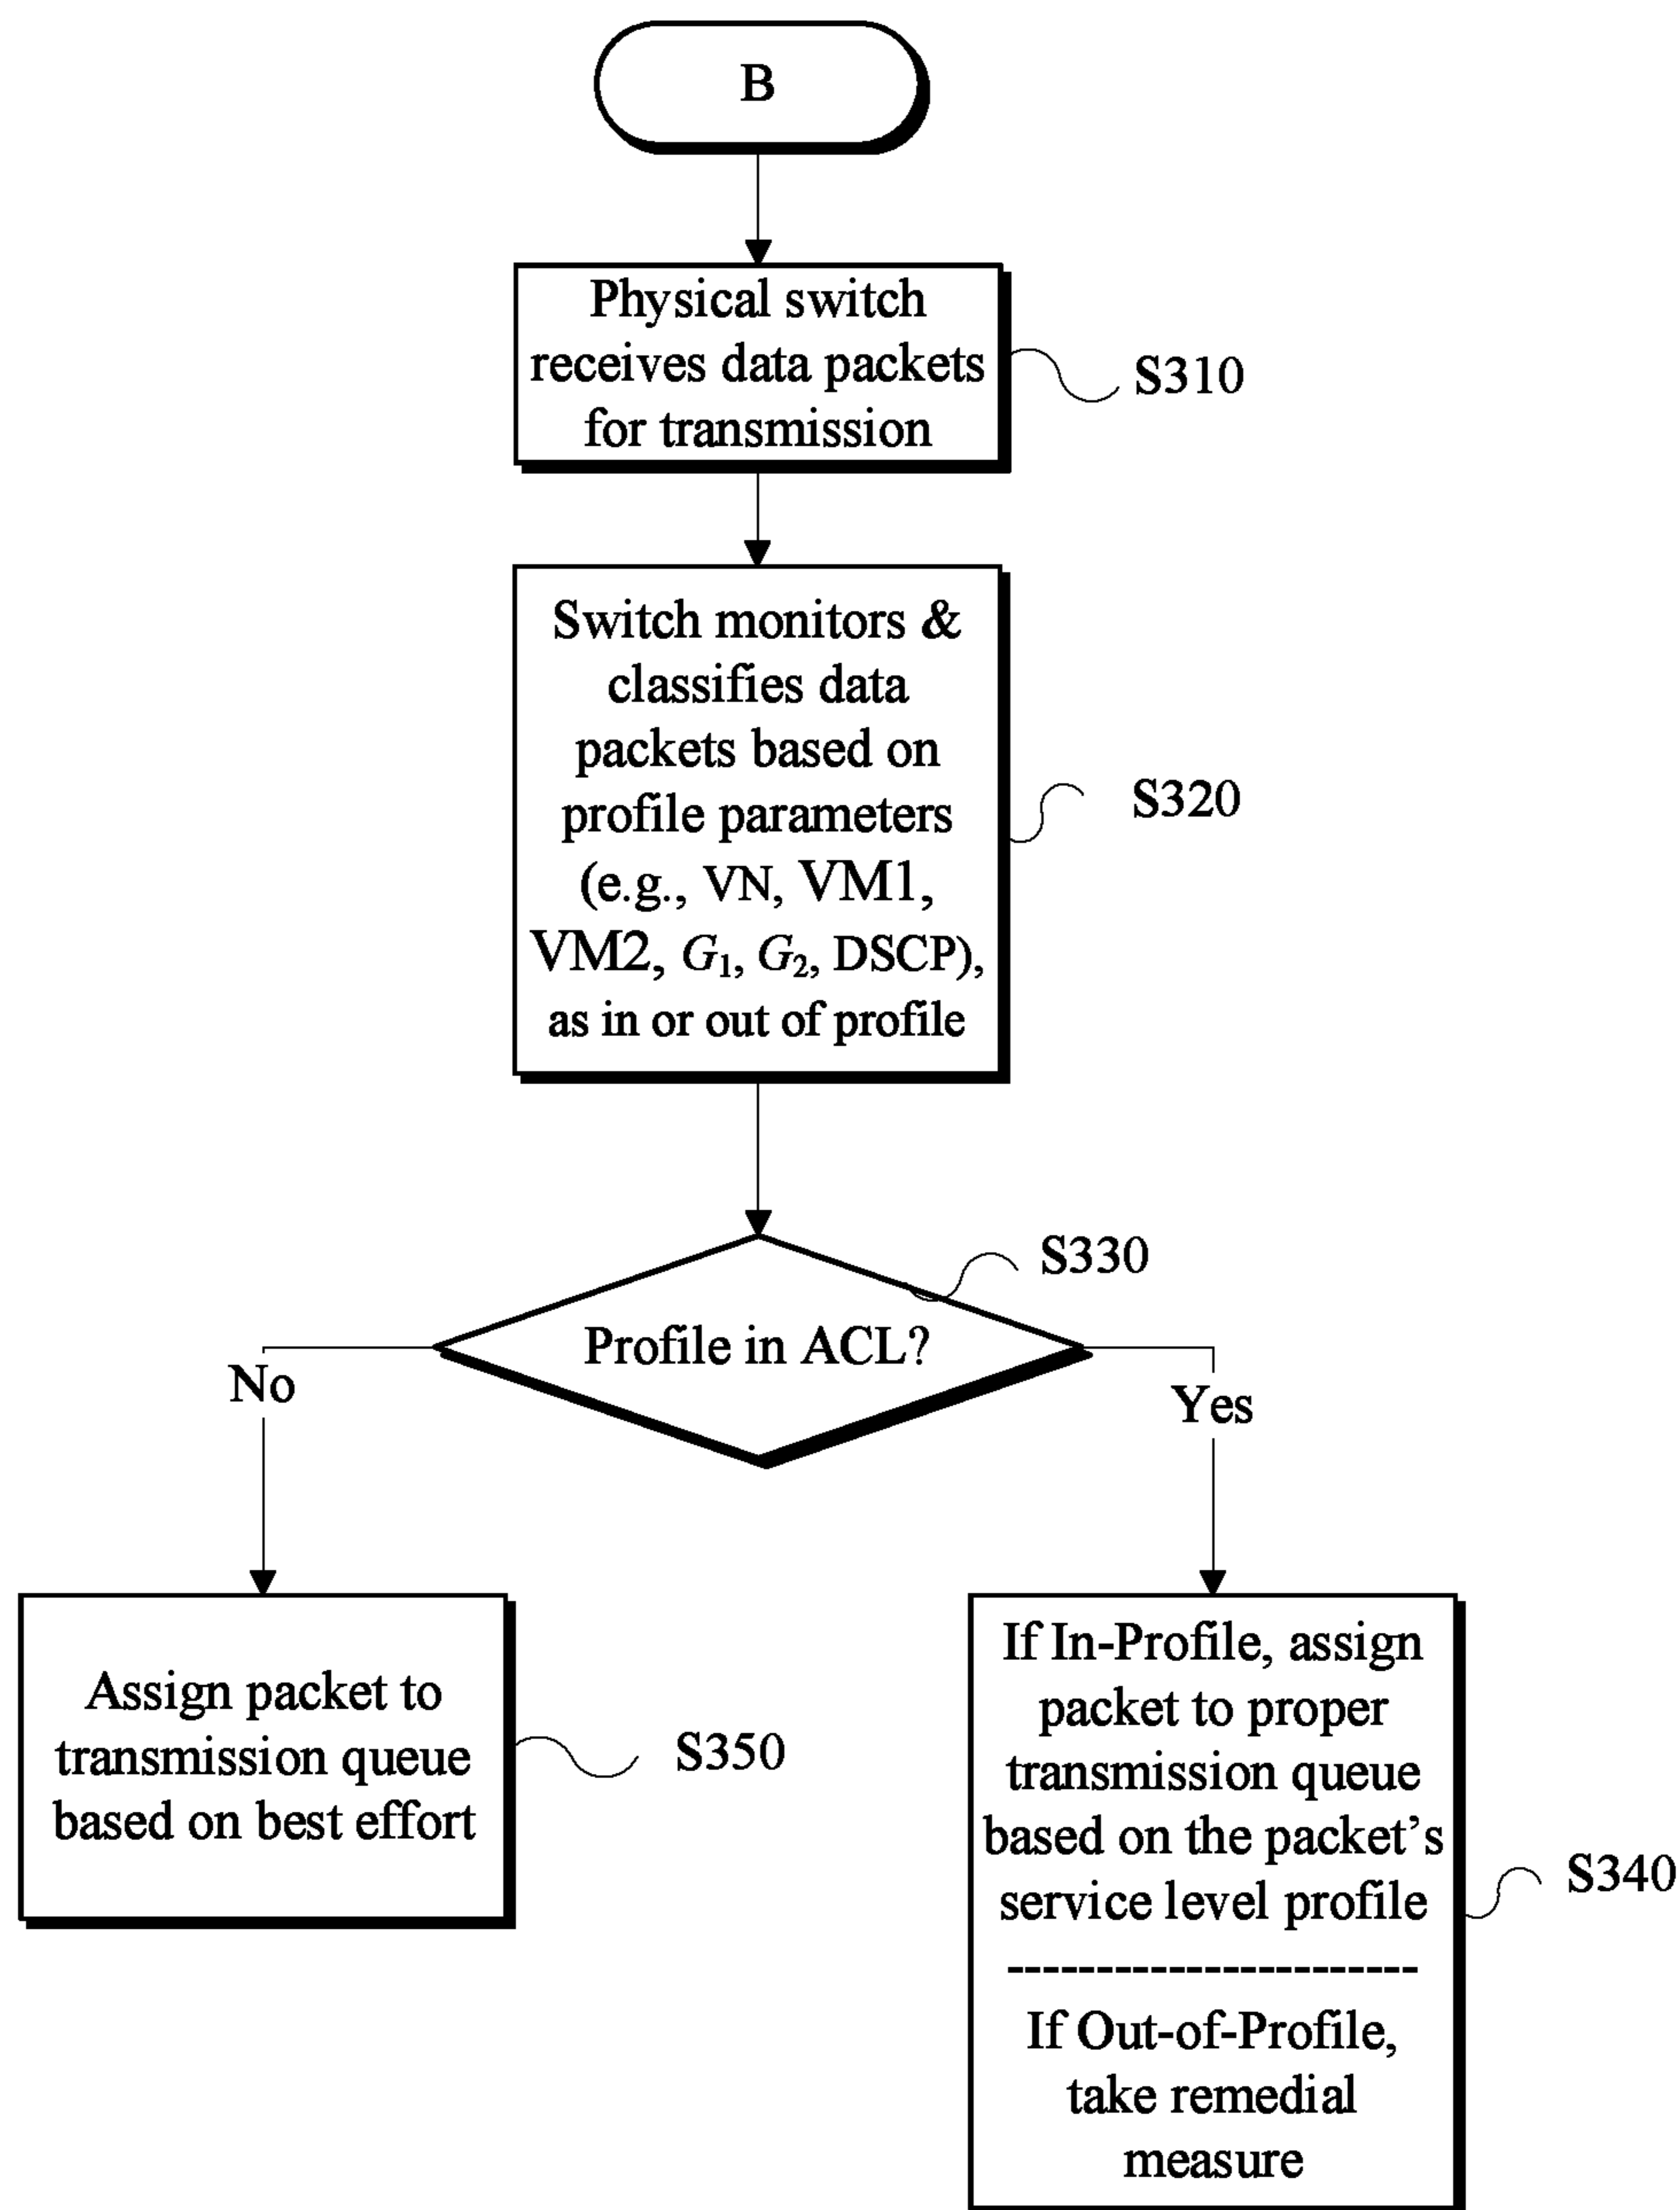 B
Physical switch
receives data packets
for transmission
S310
Switch monitors &
classifies data
packets based on
profile parameters
(e.g., VN, VM1,
VM2, G₁, G₂, DSCP),
as in or out of profile
S320
S330
Profile in ACL?
No
Yes
Assign packet to
transmission queue
based on best effort
S350
If In-Profile, assign
packet to proper
transmission queue
based on the packet’s
service level profile
-----------------------
If Out-of-Profile,
take remedial
measure
S340